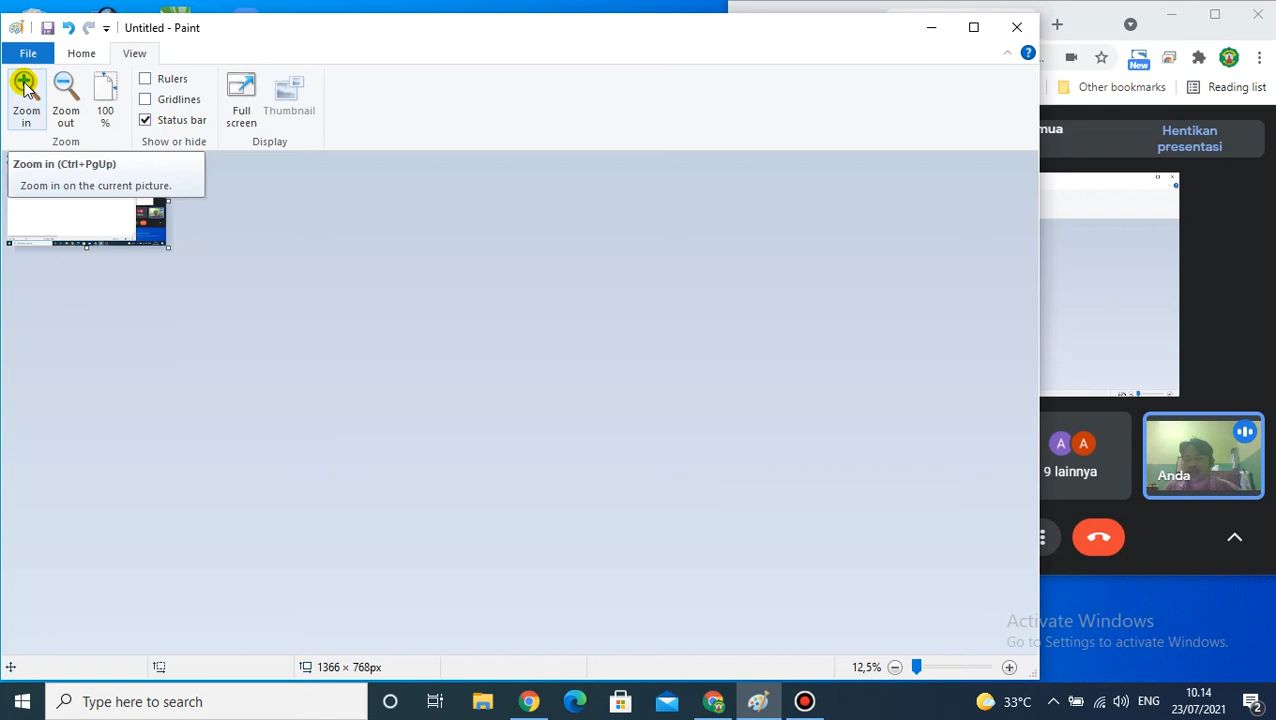 Untitled - Paint
File
Home
View
Zoom in
Zoom out
100 %
Rulers
Gridlines
Status bar
Full screen
Thumbnail
Zoom
Show or hide
Display
Zoom in (Ctrl+PgUp)
Zoom in on the current picture.
New
Other bookmarks
Reading list
mua
Hentikan presentasi
A
A
9 lainnya
Anda
Activate Windows
Go to Settings to activate Windows.
1366 × 768px
12,5%
Type here to search
33°C
ENG
10.14
23/07/2021
2